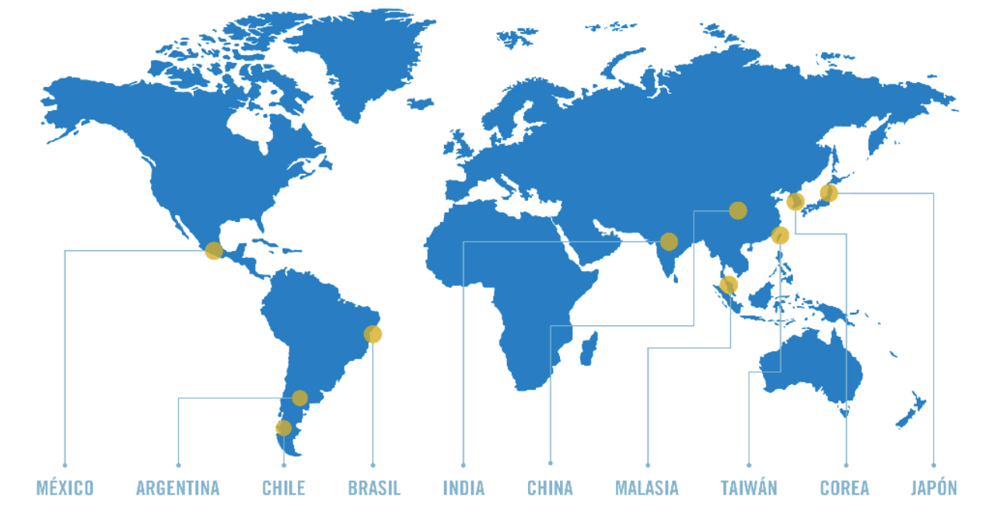 MÉXICO ARGENTINA CHILE BRASIL INDIA CHINA MALASIA TAIWÁN COREA JAPÓN